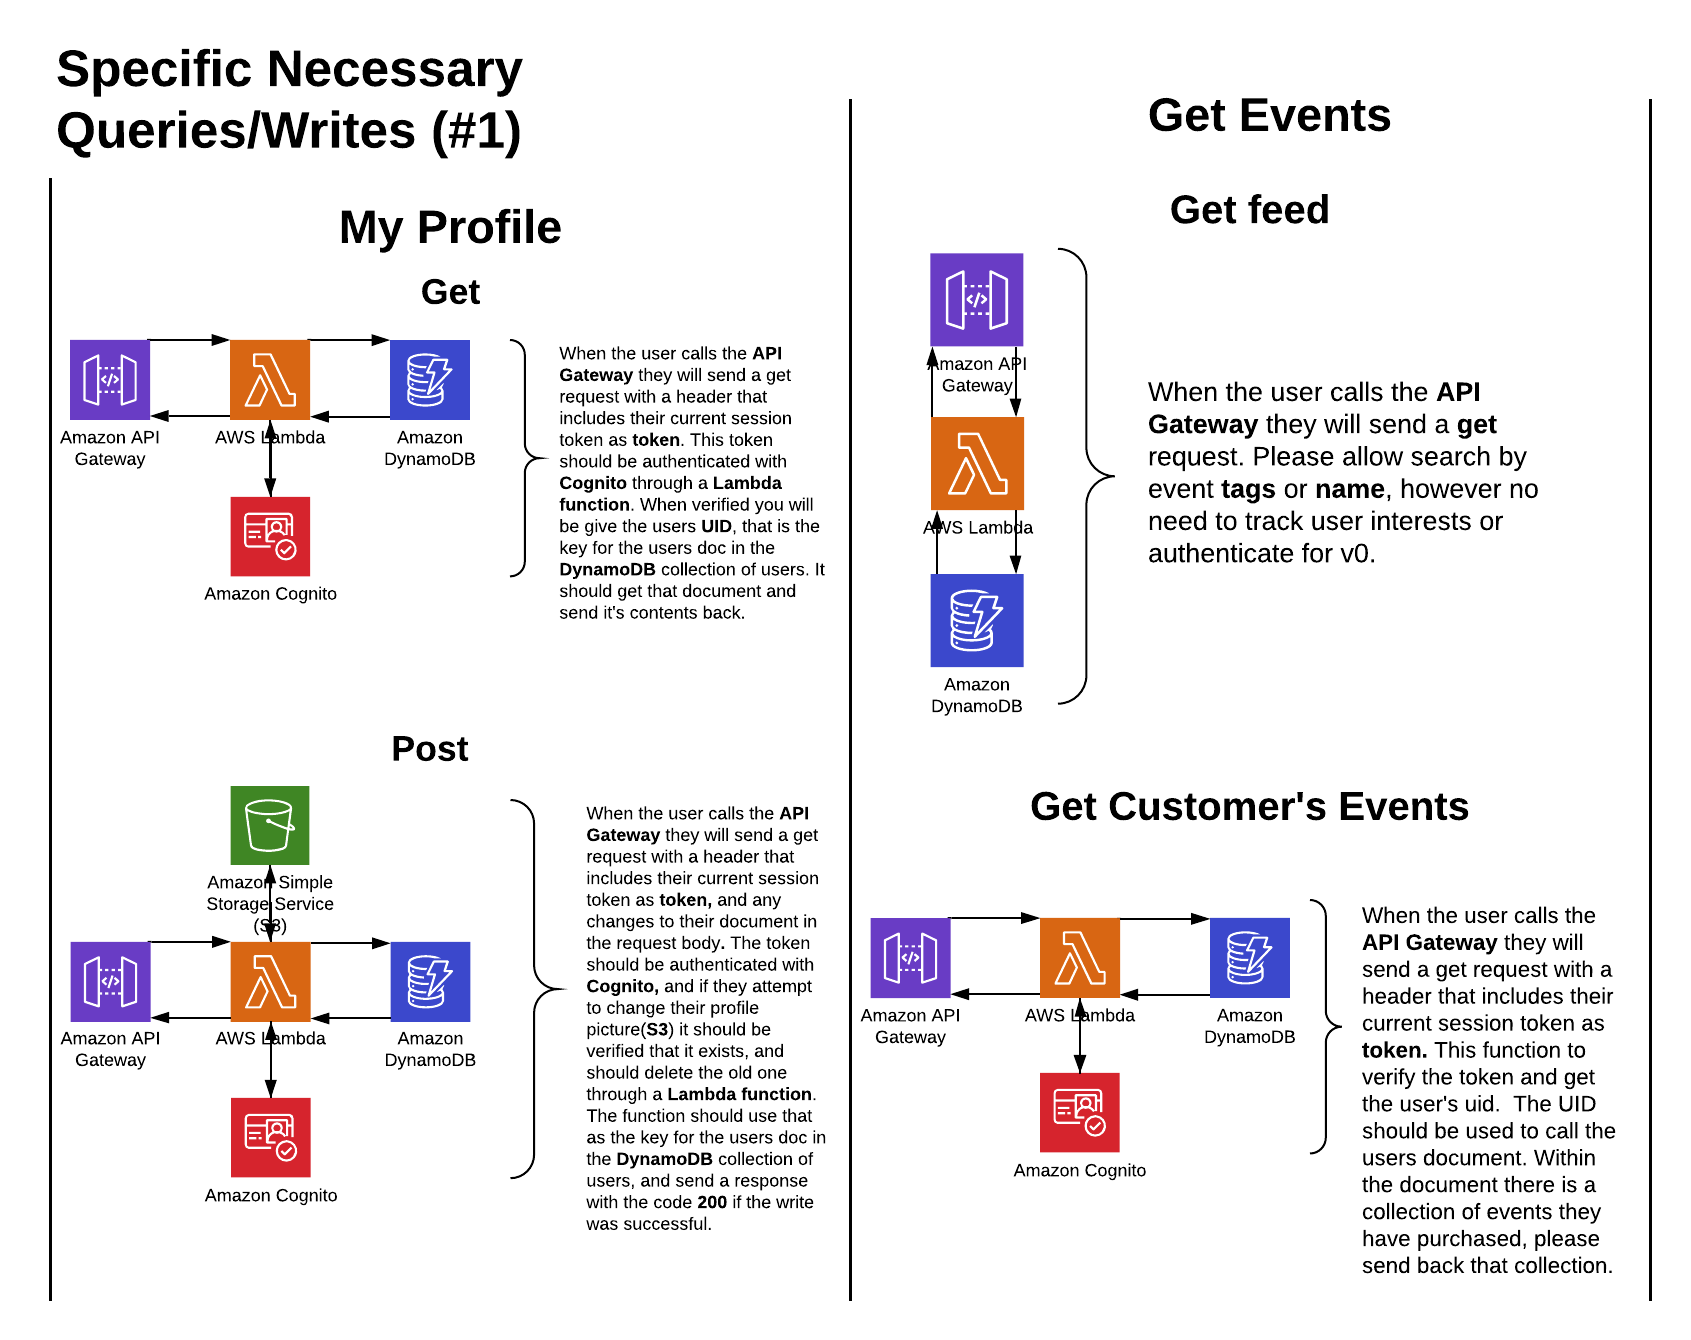 Specific Necessary
Queries/Writes (#1)
My Profile
Get
Amazon API
Gateway
AWS Lambda
Amazon
DynamoDB
Amazon Cognito
When the user calls the API
Gateway they will send a get
request with a header that
includes their current session
token as token. This token
should be authenticated with
Cognito through a Lambda
function. When verified you will
be give the users UID, that is the
key for the users doc in the
DynamoDB collection of users. It
should get that document and
send it's contents back.
Post
Amazon Simple
Storage Service
(S3)
Amazon API
Gateway
AWS Lambda
Amazon
DynamoDB
Amazon Cognito
When the user calls the API
Gateway they will send a get
request with a header that
includes their current session
token as token, and any
changes to their document in
the request body. The token
should be authenticated with
Cognito, and if they attempt
to change their profile
picture(S3) it should be
verified that it exists, and
should delete the old one
through a Lambda function.
The function should use that
as the key for the users doc in
the DynamoDB collection of
users, and send a response
with the code 200 if the write
was successful.
Get Events
Get feed
Amazon API
Gateway
AWS Lambda
Amazon
DynamoDB
When the user calls the API
Gateway they will send a get
request. Please allow search by
event tags or name, however no
need to track user interests or
authenticate for v0.
Get Customer's Events
Amazon API
Gateway
AWS Lambda
Amazon
DynamoDB
Amazon Cognito
When the user calls the
API Gateway they will
send a get request with a
header that includes their
current session token as
token. This function to
verify the token and get
the user's uid.  The UID
should be used to call the
users document. Within
the document there is a
collection of events they
have purchased, please
send back that collection.